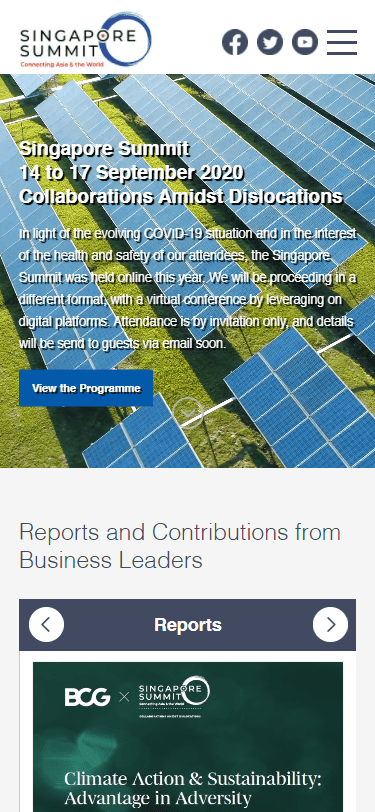 SINGAPORE
SUMMIT
Connecting Asia & the World
Singapore Summit
14 to 17 September 2020
Collaborations Amidst Dislocations
In light of the evolving COVID-19 situation and in the interest
of the health and safety of our attendees, the Singapore
Summit was held online this year. We will be proceeding in a
different format, with a virtual conference by leveraging on
digital platforms. Attendance is by invitation only, and details
will be send to guests via email soon.
View the Programme
Reports and Contributions from
Business Leaders
Reports
BCG × SINGAPORE
SUMMIT
Connecting Asia & the World
COLLABORATIONS AMIDST DISLOCATIONS
Climate Action & Sustainability:
Advantage in Adversity